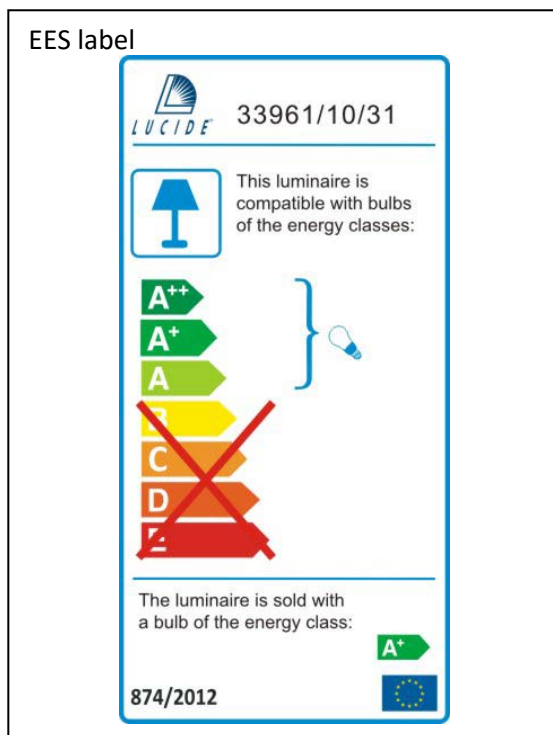 EES label
LUCIDE
33961/10/31
This luminaire is
compatible with bulbs
of the energy classes:
A++
A+
A
B
C
D
E
The luminaire is sold with
a bulb of the energy class:
A+
874/2012